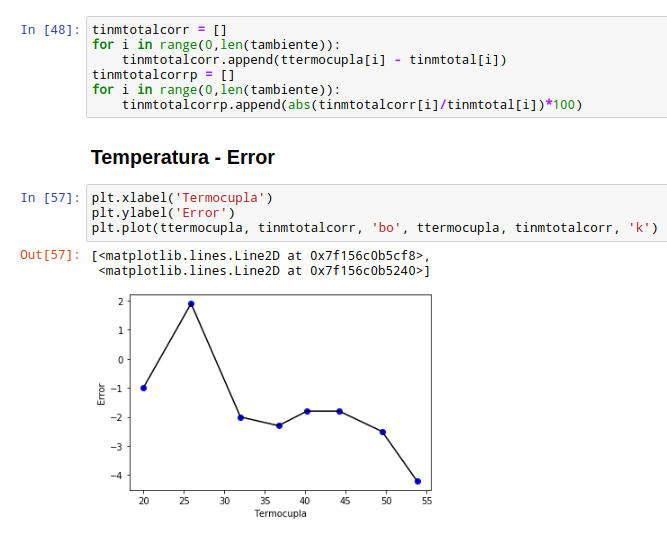 In [48]: tinmtotalcorr = []
for i in range(0,len(tambiente)):
    tinmtotalcorr.append(ttermocupla[i] - tinmtotal[i])
tinmtotalcorrp = []
for i in range(0,len(tambiente)):
    tinmtotalcorrp.append(abs(tinmtotalcorr[i]/tinmtotal[i])*100)
Temperatura - Error
In [57]: plt.xlabel('Termocupla')
plt.ylabel('Error')
plt.plot(ttermocupla, tinmtotalcorr, 'bo', ttermocupla, tinmtotalcorr, 'k')
Out[57]: [<matplotlib.lines.Line2D at 0x7f156c0b5cf8>,
 <matplotlib.lines.Line2D at 0x7f156c0b5240>]
2
1
0
−1
−2
−3
−4
Error
20 25 30 35 40 45 50 55
Termocupla